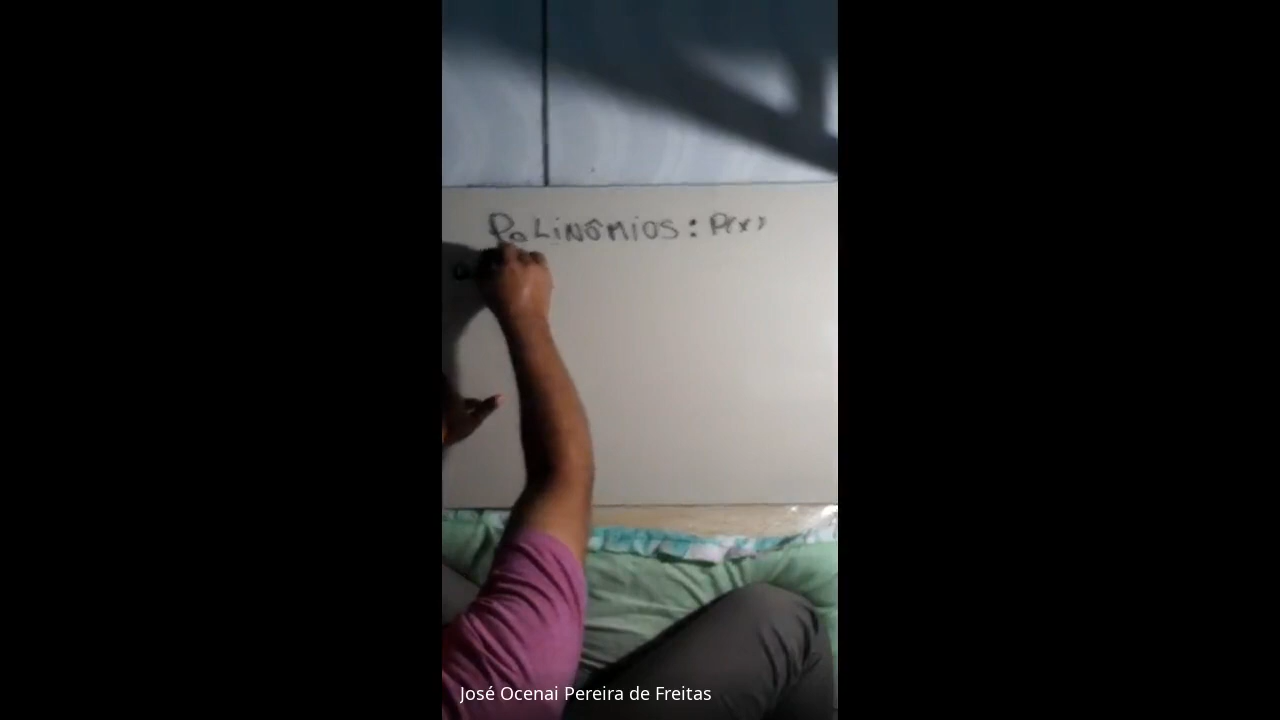 POLINÔMIOS: P(x)
José Ocenai Pereira de Freitas